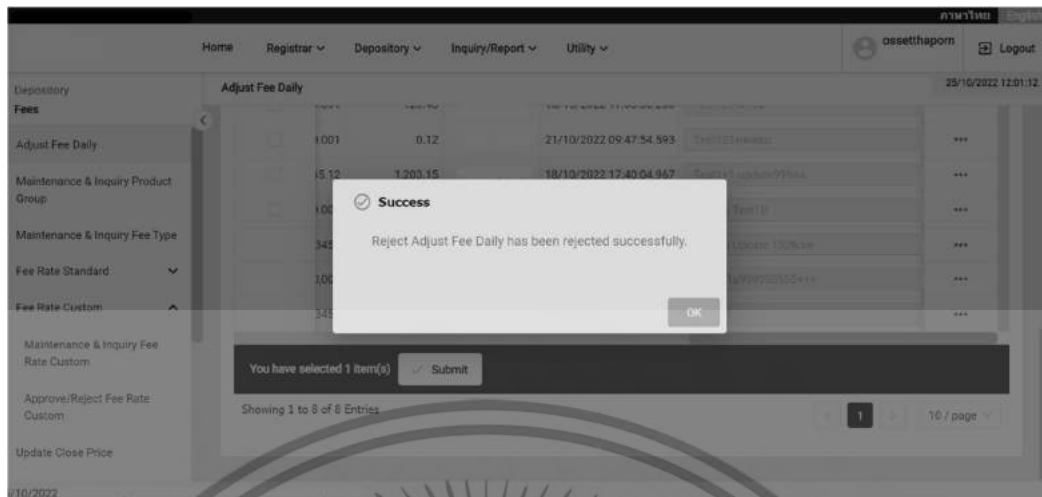 ภาษาไทย English
Home Registrar Depository Inquiry/Report Utility ossetthaporn Logout
Depository
Fees
Adjust Fee Daily
Maintenance & Inquiry Product
Group
Maintenance & Inquiry Fee Type
Fee Rate Standard
Fee Rate Custom
Maintenance & Inquiry Fee
Rate Custom
Approve/Reject Fee Rate
Custom
Update Close Price
Adjust Fee Daily
25/10/2022 12:01:12
0.12 21/10/2022 09:47:54.593
1,203.15 18/10/2022 17:40:04.967
Success
Reject Adjust Fee Daily has been rejected successfully.
OK
You have selected 1 item(s) Submit
Showing 1 to 8 of 8 Entries
1 10 / page
/10/2022